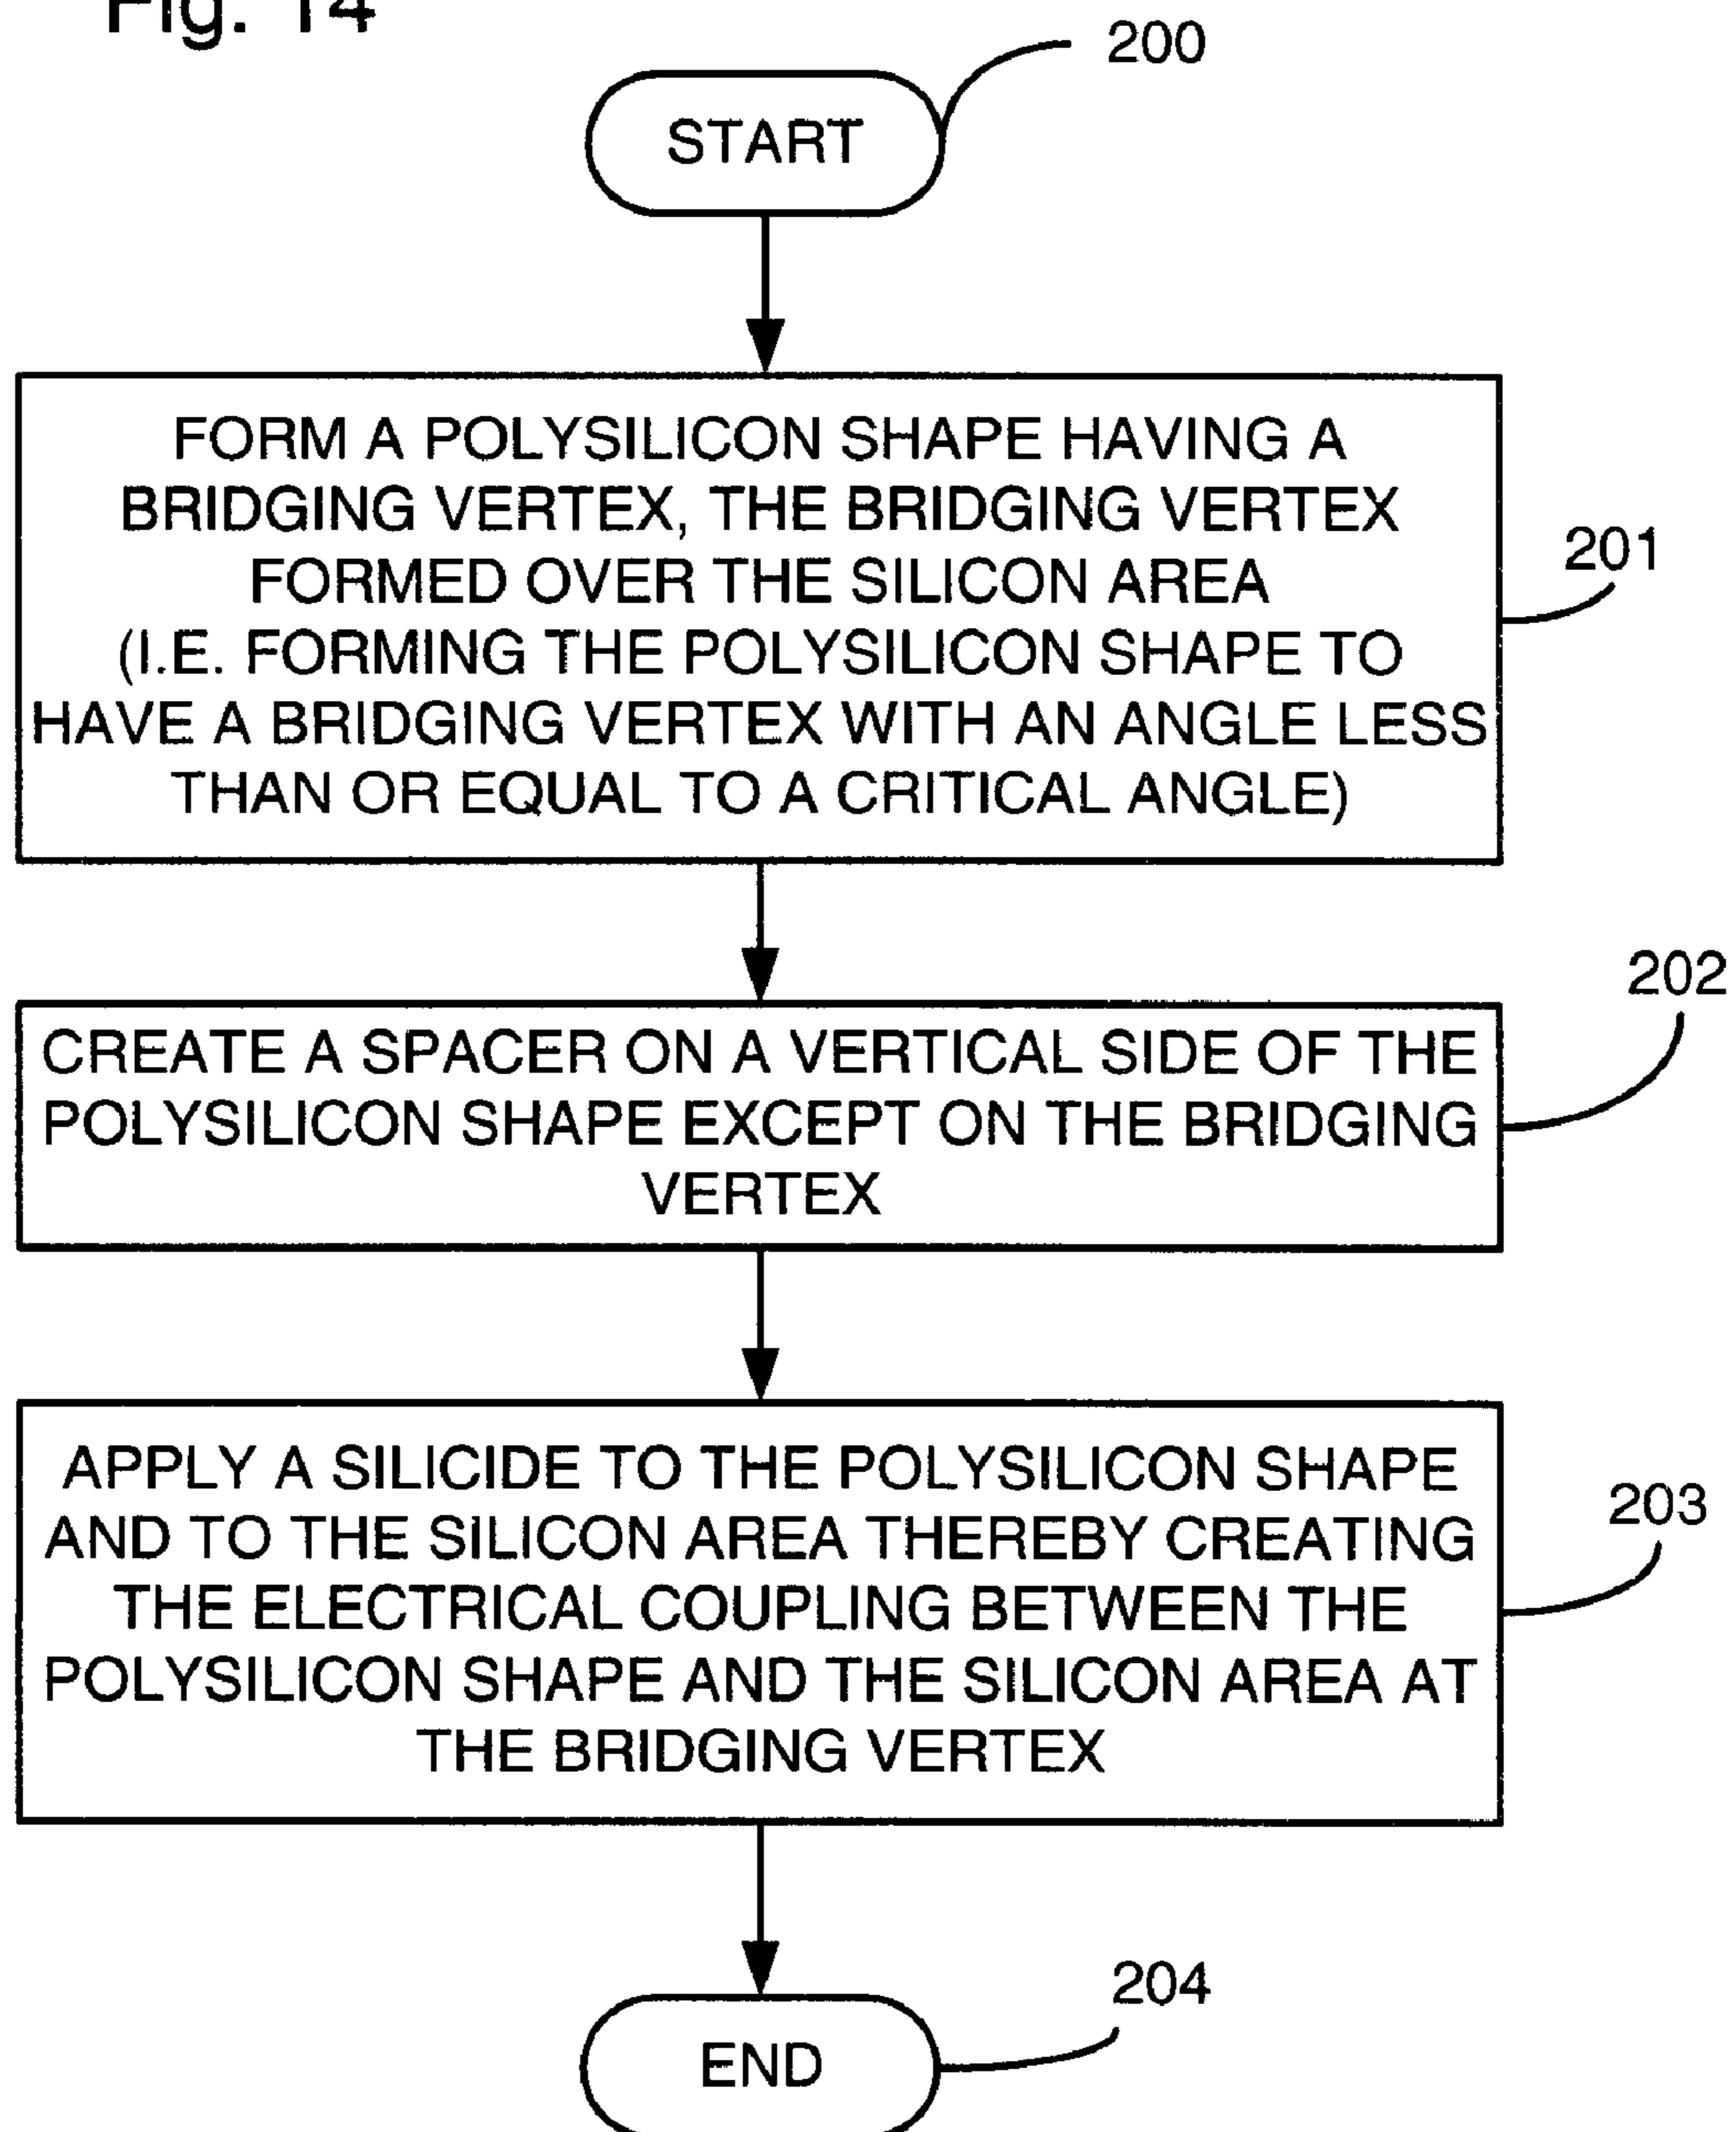 Fig. 14
200
START
FORM A POLYSILICON SHAPE HAVING A
BRIDGING VERTEX, THE BRIDGING VERTEX
FORMED OVER THE SILICON AREA
(I.E. FORMING THE POLYSILICON SHAPE TO
HAVE A BRIDGING VERTEX WITH AN ANGLE LESS
THAN OR EQUAL TO A CRITICAL ANGLE)
201
202
CREATE A SPACER ON A VERTICAL SIDE OF THE
POLYSILICON SHAPE EXCEPT ON THE BRIDGING
VERTEX
APPLY A SILICIDE TO THE POLYSILICON SHAPE
AND TO THE SILICON AREA THEREBY CREATING
THE ELECTRICAL COUPLING BETWEEN THE
POLYSILICON SHAPE AND THE SILICON AREA AT
THE BRIDGING VERTEX
203
204
END